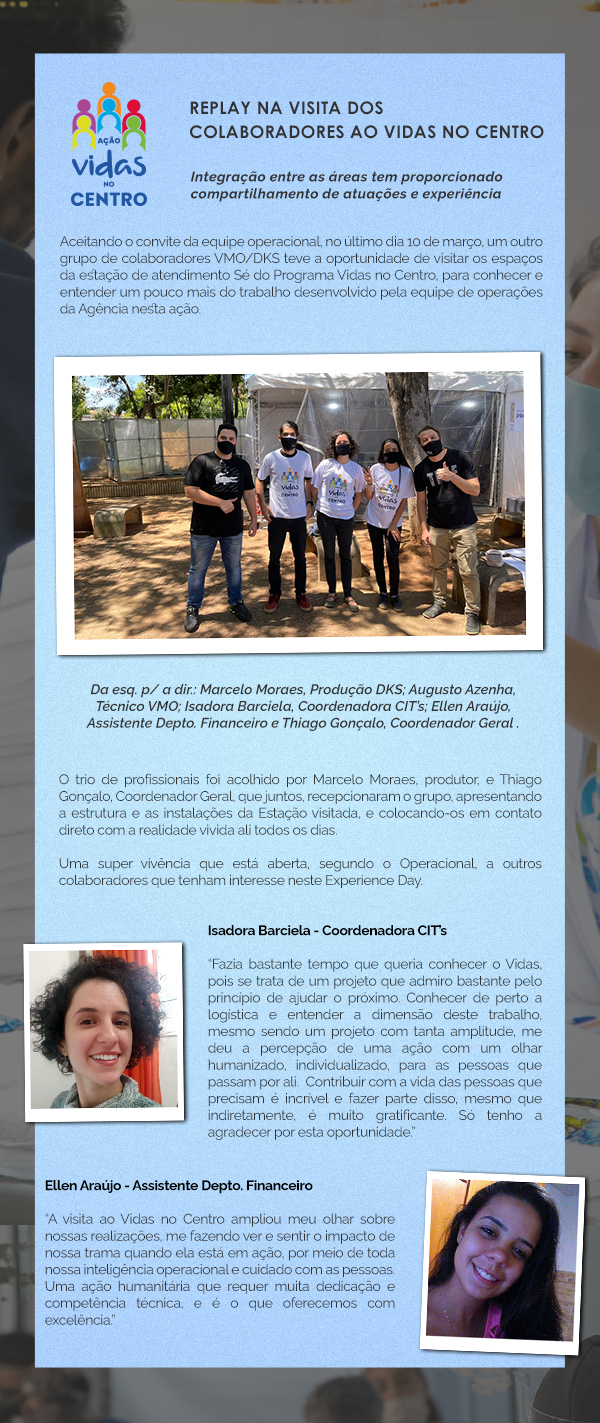 AÇÃO
vidas
NO
CENTRO
REPLAY NA VISITA DOS
COLABORADORES AO VIDAS NO CENTRO
Integração entre as áreas tem proporcionado
compartilhamento de atuações e experiência
Aceitando o convite da equipe operacional, no último dia 10 de março, um outro
grupo de colaboradores VMO/DKS teve a oportunidade de visitar os espaços
da estação de atendimento Sé do Programa Vidas no Centro, para conhecer e
entender um pouco mais do trabalho desenvolvido pela equipe de operações
da Agência nesta ação.
vidas
CENTRO
vidas
CENTRO
vidas
CENTRO
Da esq. p/ a dir.: Marcelo Moraes, Produção DKS; Augusto Azenha,
Técnico VMO; Isadora Barciela, Coordenadora CIT's; Ellen Araújo,
Assistente Depto. Financeiro e Thiago Gonçalo, Coordenador Geral .
O trio de profissionais foi acolhido por Marcelo Moraes, produtor, e Thiago
Gonçalo, Coordenador Geral, que juntos, recepcionaram o grupo, apresentando
a estrutura e as instalações da Estação visitada, e colocando-os em contato
direto com a realidade vivida ali todos os dias.
Uma super vivência que está aberta, segundo o Operacional, a outros
colaboradores que tenham interesse neste Experience Day.
Isadora Barciela - Coordenadora CIT's
“Fazia bastante tempo que queria conhecer o Vidas,
pois se trata de um projeto que admiro bastante pelo
princípio de ajudar o próximo. Conhecer de perto a
logística e entender a dimensão deste trabalho,
mesmo sendo um projeto com tanta amplitude, me
deu a percepção de uma ação com um olhar
humanizado, individualizado, para as pessoas que
passam por ali. Contribuir com a vida das pessoas que
precisam é incrível e fazer parte disso, mesmo que
indiretamente, é muito gratificante. Só tenho a
agradecer por esta oportunidade.”
Ellen Araújo - Assistente Depto. Financeiro
“A visita ao Vidas no Centro ampliou meu olhar sobre
nossas realizações, me fazendo ver e sentir o impacto de
nossa trama quando ela está em ação, por meio de toda
nossa inteligência operacional e cuidado com as pessoas.
Uma ação humanitária que requer muita dedicação e
competência técnica, e é o que oferecemos com
excelência.”